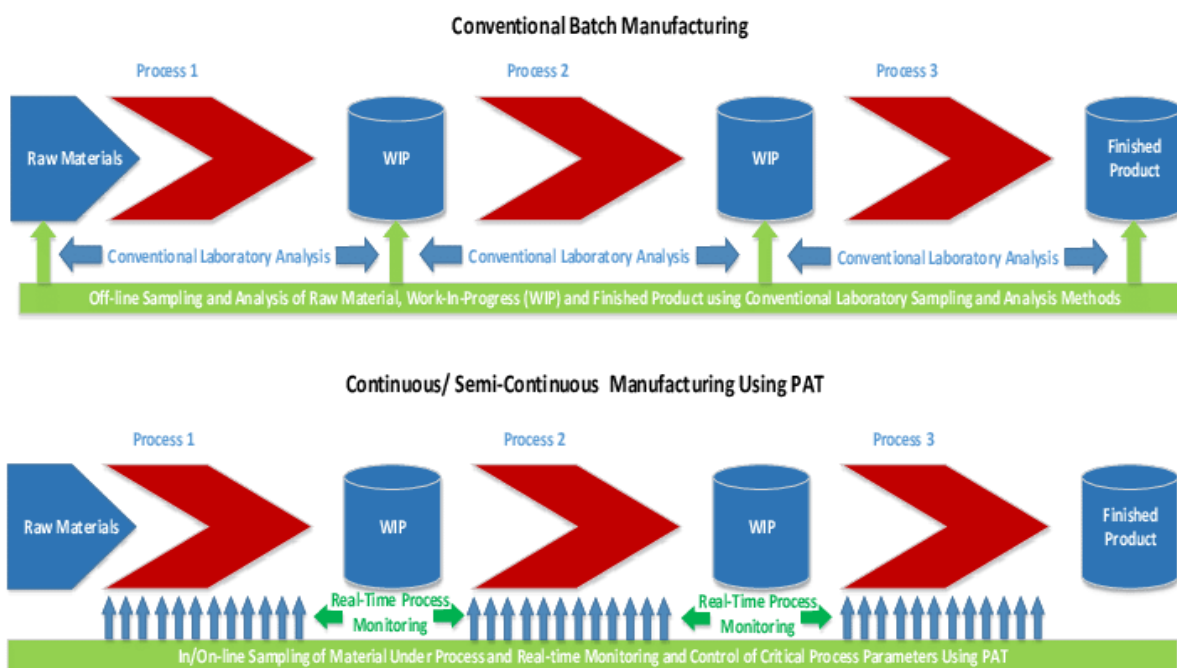 Conventional Batch Manufacturing
Process 1
Process 2
Process 3
Raw Materials
WIP
WIP
Finished
Product
Conventional Laboratory Analysis
Conventional Laboratory Analysis
Conventional Laboratory Analysis
Off-line Sampling and Analysis of Raw Material, Work-In-Progress (WIP) and Finished Product using Conventional Laboratory Sampling and Analysis Methods
Continuous/ Semi-Continuous Manufacturing Using PAT
Process 1
Process 2
Process 3
Raw Materials
WIP
WIP
Finished
Product
Real-Time Process
Monitoring
Real-Time Process
Monitoring
In/On-line Sampling of Material Under Process and Real-time Monitoring and Control of Critical Process Parameters Using PAT